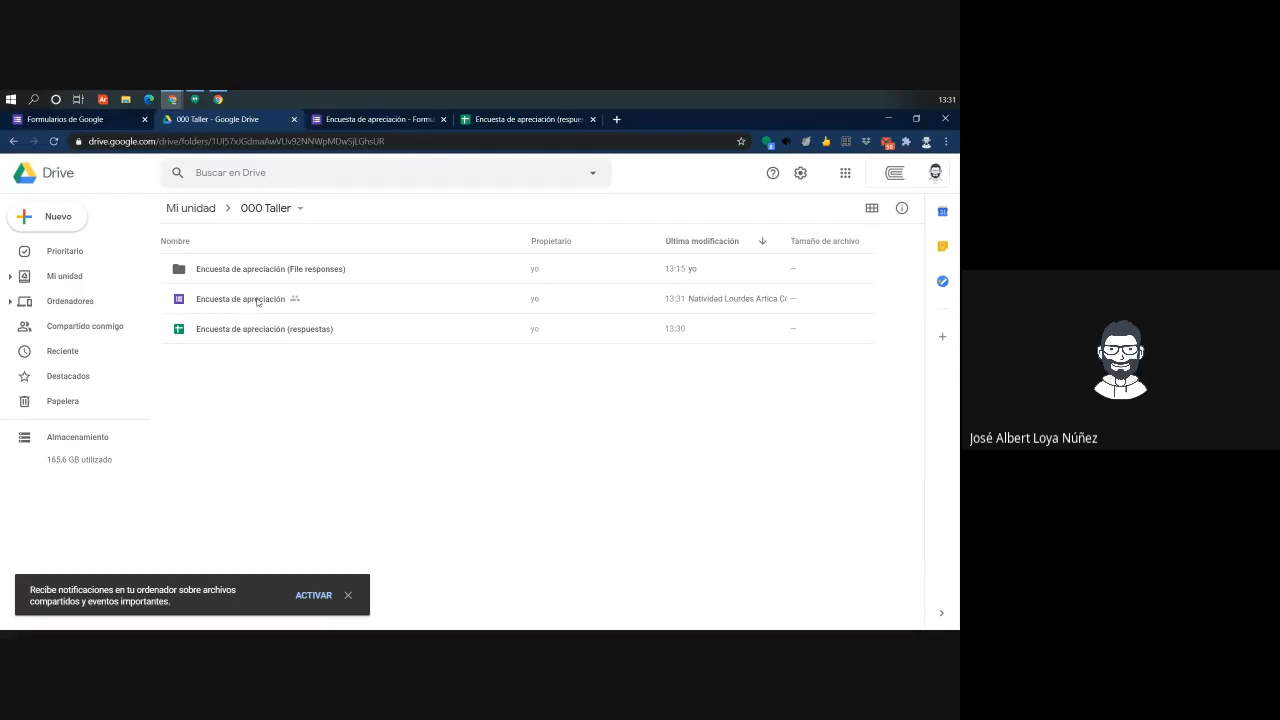 13:31
Formularios de Google
000 Taller - Google Drive
Encuesta de apreciación - Formu
Encuesta de apreciación (respues
drive.google.com/drive/folders/1UI57xJGdmaAwVUv92NNWpMDwSjLGhsUR
Drive
Buscar en Drive
Nuevo
Mi unidad
000 Taller
Prioritario
Mi unidad
Ordenadores
Compartido conmigo
Reciente
Destacados
Papelera
Almacenamiento
165,6 GB utilizado
Nombre Propietario Última modificación Tamaño de archivo
Encuesta de apreciación (File responses) yo 13:15 yo —
Encuesta de apreciación yo 13:31 Natividad Lourdes Artica Co —
Encuesta de apreciación (respuestas) yo 13:30 —
Recibe notificaciones en tu ordenador sobre archivos
compartidos y eventos importantes.
ACTIVAR
José Albert Loya Núñez